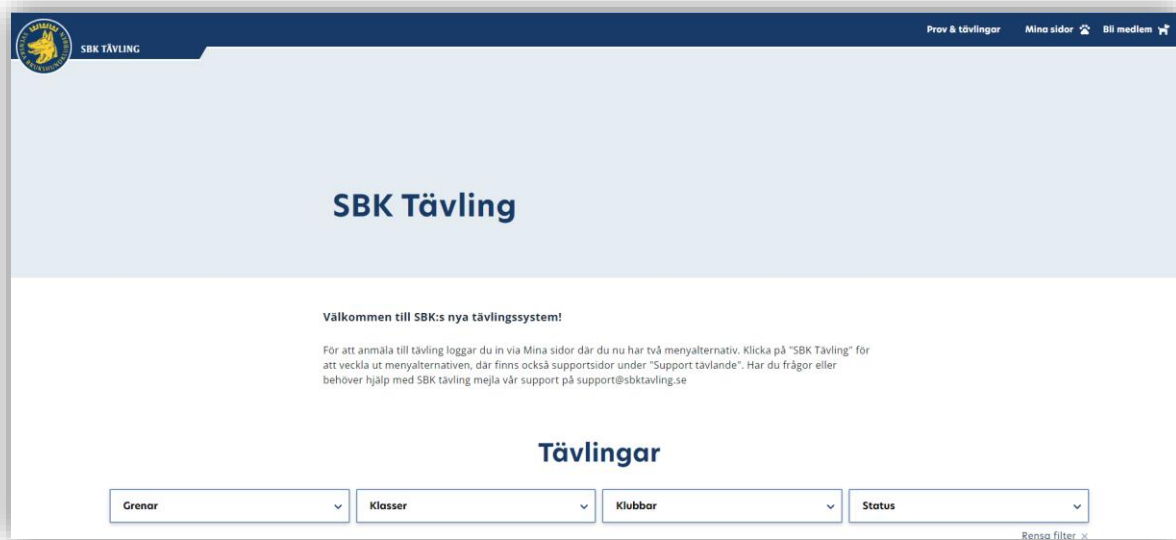 SVENSKA BRUKSHUNDKLUBBEN
SBK TÄVLING
Prov & tävlingar
Mina sidor
Bli medlem
SBK Tävling
Välkommen till SBK:s nya tävlingssystem!
För att anmäla till tävling loggar du in via Mina sidor där du nu har två menyalternativ. Klicka på "SBK Tävling" för
att veckla ut menyalternativen, där finns också supportsidor under "Support tävlande". Har du frågor eller
behöver hjälp med SBK tävling mejla vår support på support@sbktavling.se
Tävlingar
Grenar
Klasser
Klubbar
Status
Rensa filter ×